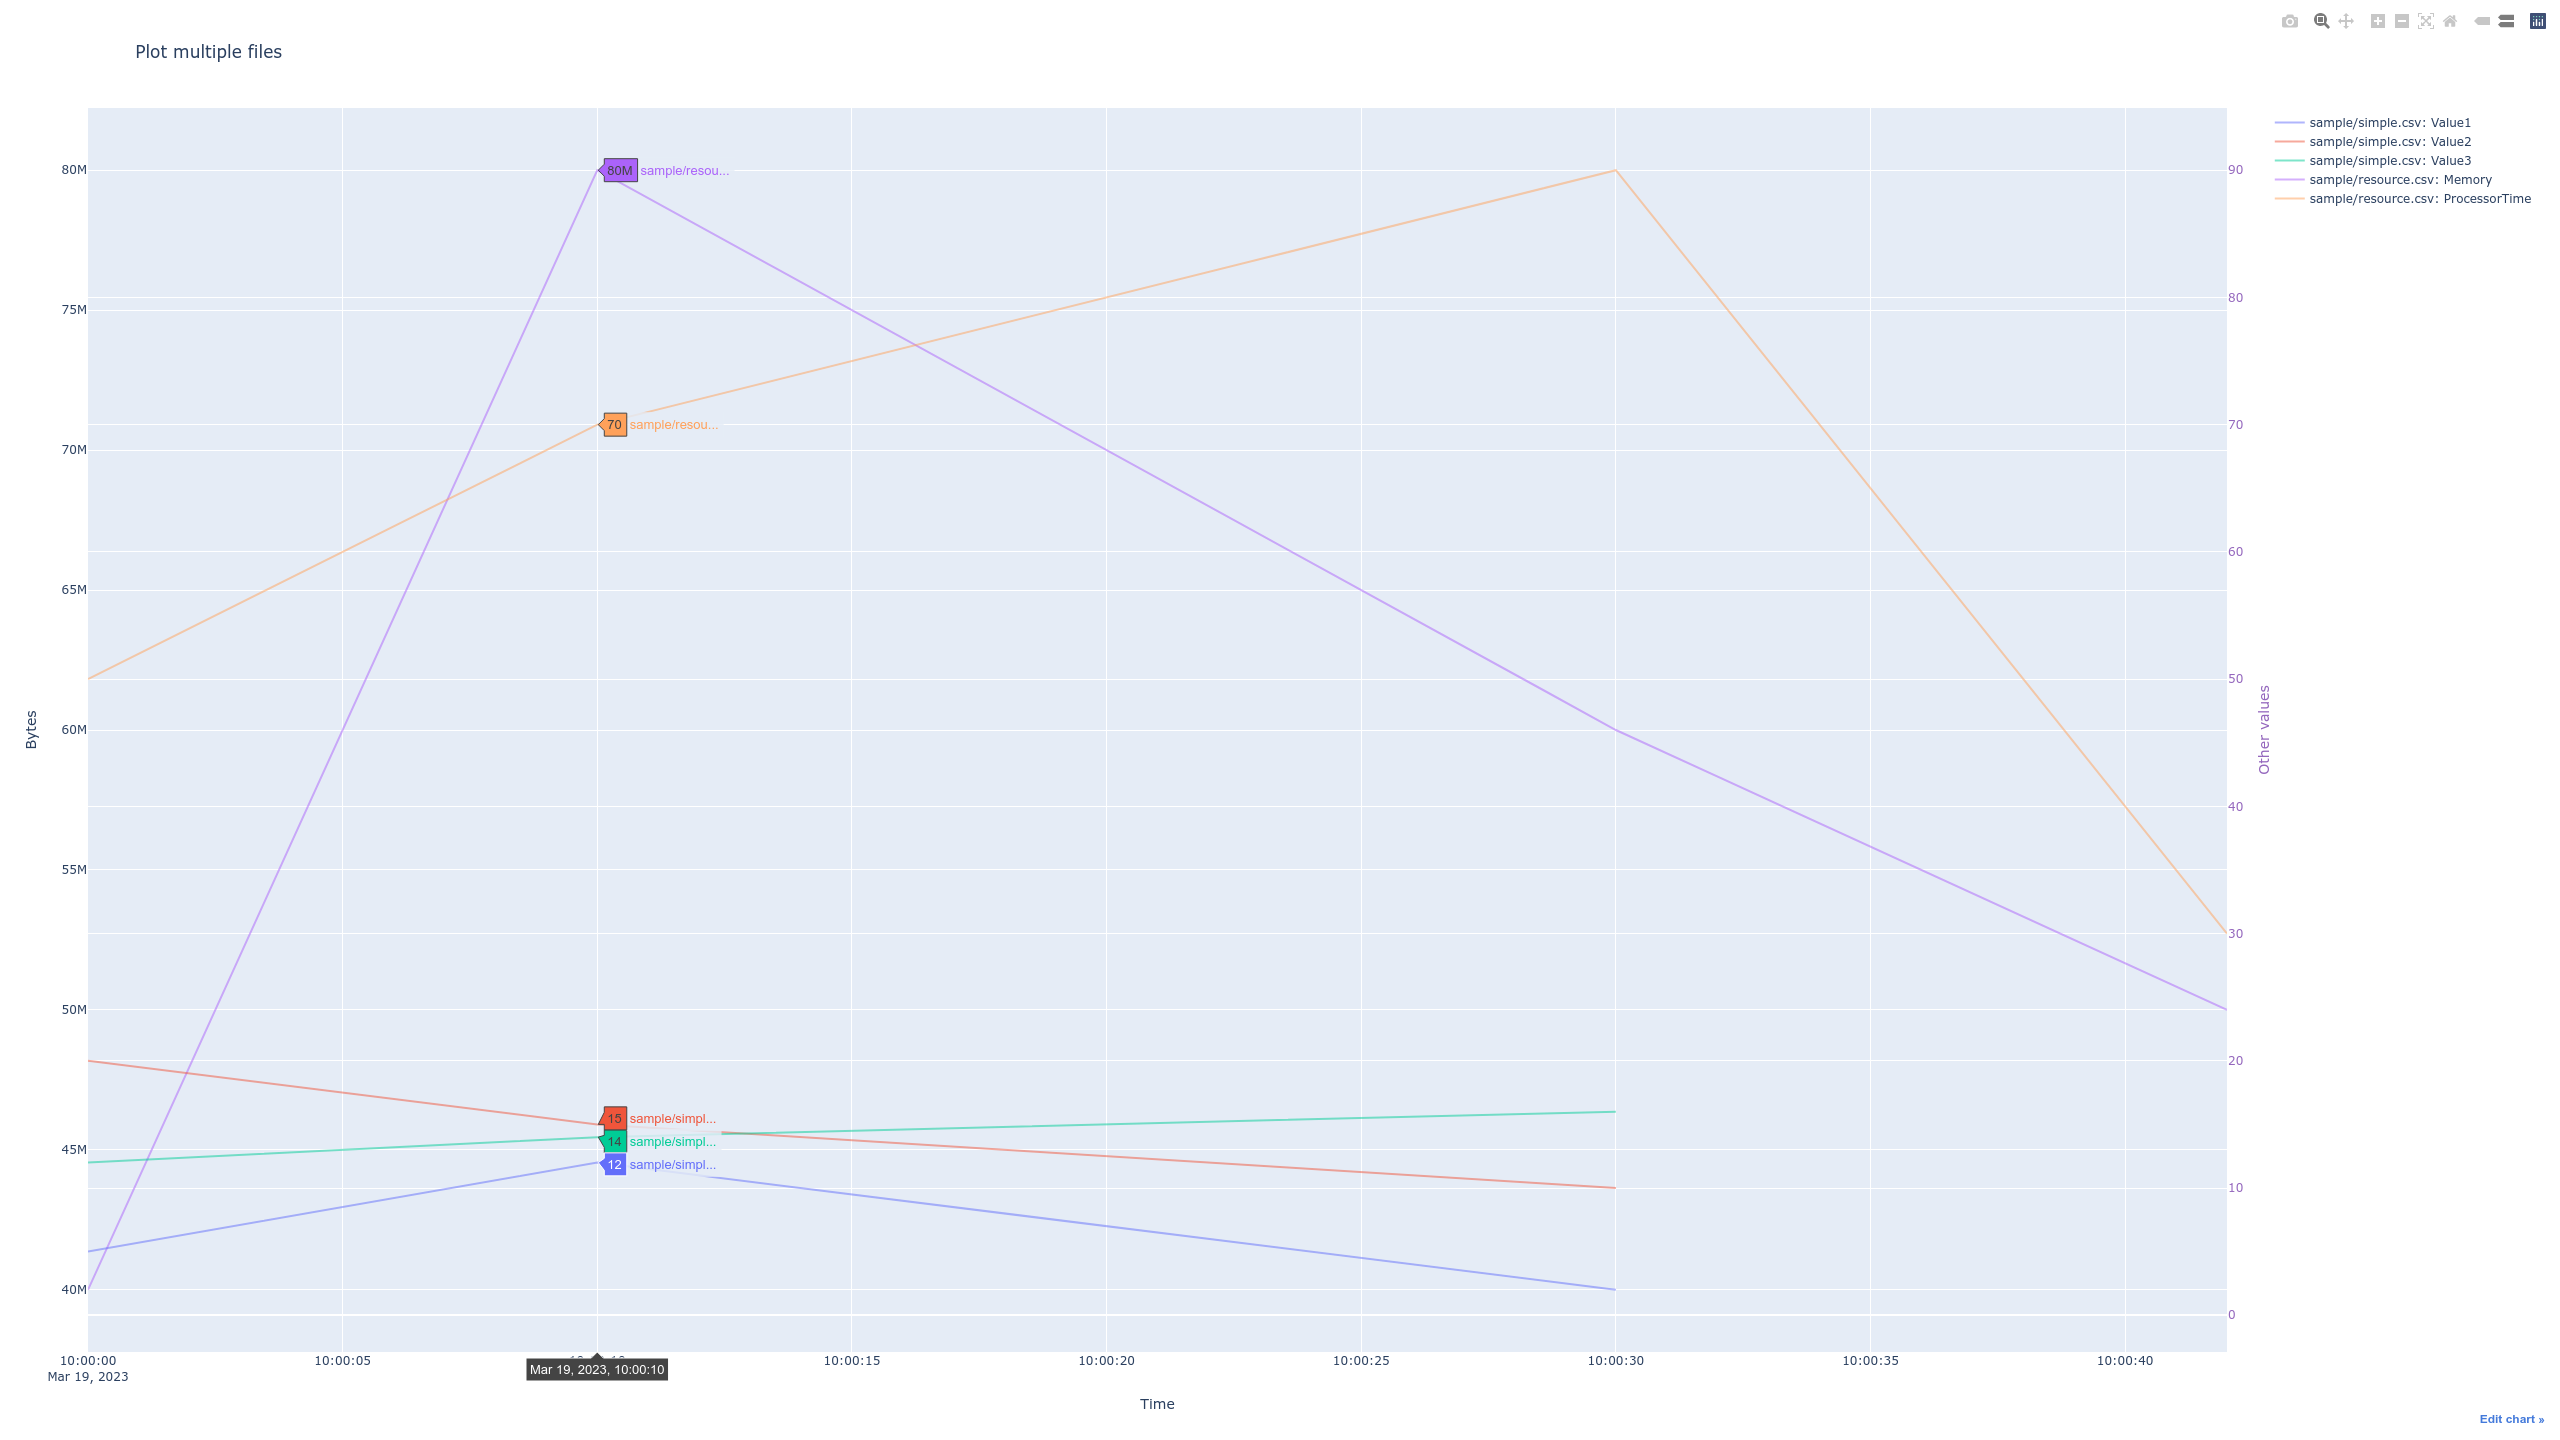 Plot multiple files
sample/simple.csv: Value1
sample/simple.csv: Value2
sample/simple.csv: Value3
sample/resource.csv: Memory
sample/resource.csv: ProcessorTime
80M
75M
70M
65M
60M
55M
50M
45M
40M
Bytes
80M sample/resou...
70 sample/resou...
15 sample/simpl...
14 sample/simpl...
12 sample/simpl...
90
80
70
60
50
40
30
20
10
0
Other values
10:00:00 10:00:05 10:00:15 10:00:20 10:00:25 10:00:30 10:00:35 10:00:40
Mar 19, 2023
Mar 19, 2023, 10:00:10
Time
Edit chart »